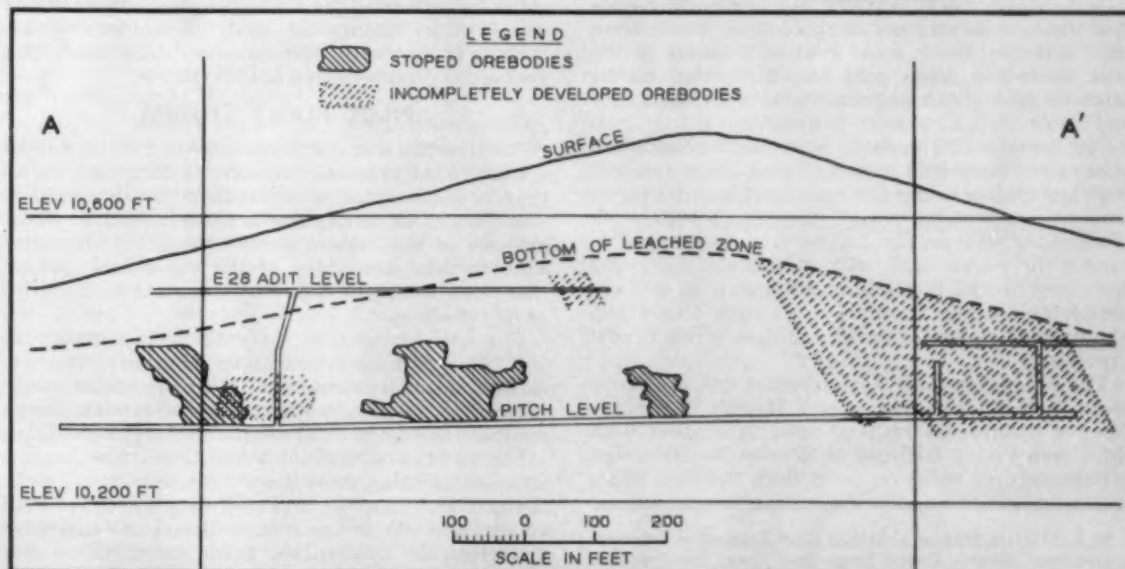 LEGEND
STOPED OREBODIES
INCOMPLETELY DEVELOPED OREBODIES
A
A'
SURFACE
ELEV 10,600 FT
BOTTOM OF LEACHED ZONE
E 28 ADIT LEVEL
PITCH LEVEL
ELEV 10,200 FT
100 0 100 200
SCALE IN FEET